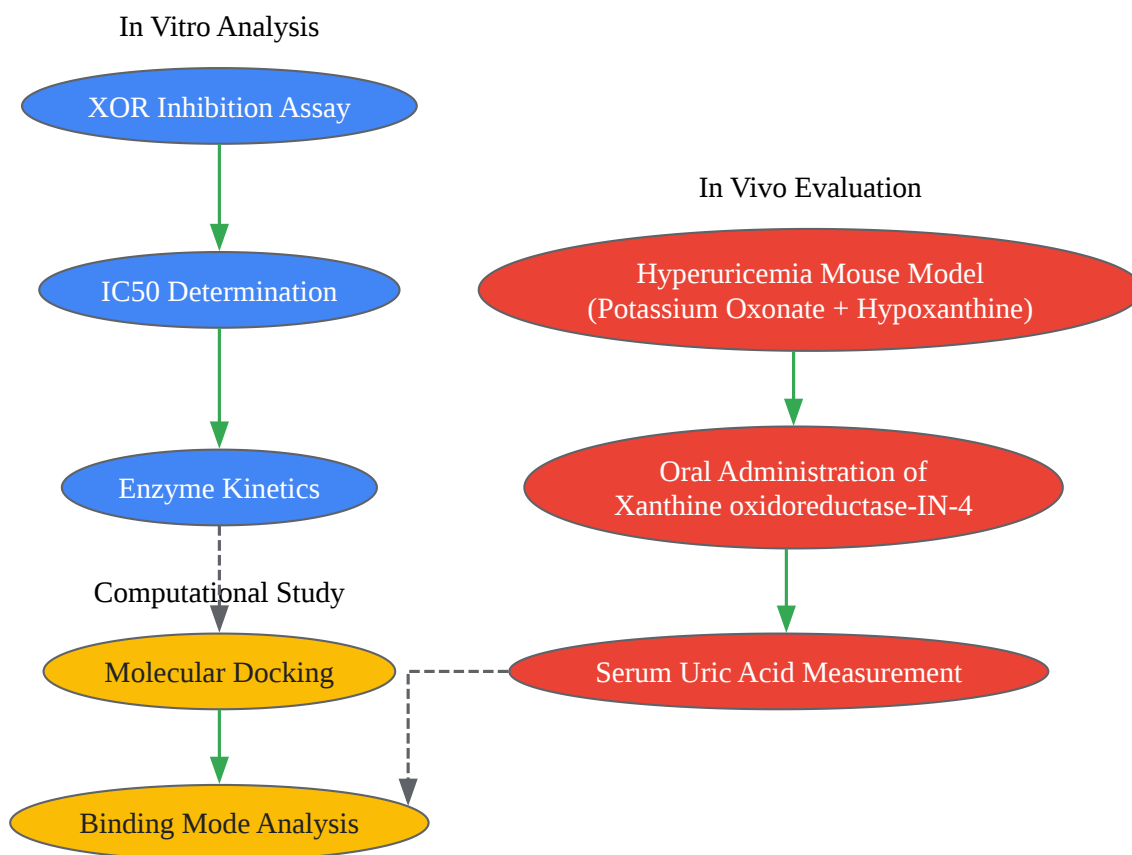 In Vitro Analysis
XOR Inhibition Assay
IC50 Determination
Enzyme Kinetics
Computational Study
Molecular Docking
Binding Mode Analysis
In Vivo Evaluation
Hyperuricemia Mouse Model
(Potassium Oxonate + Hypoxanthine)
Oral Administration of
Xanthine oxidoreductase-IN-4
Serum Uric Acid Measurement